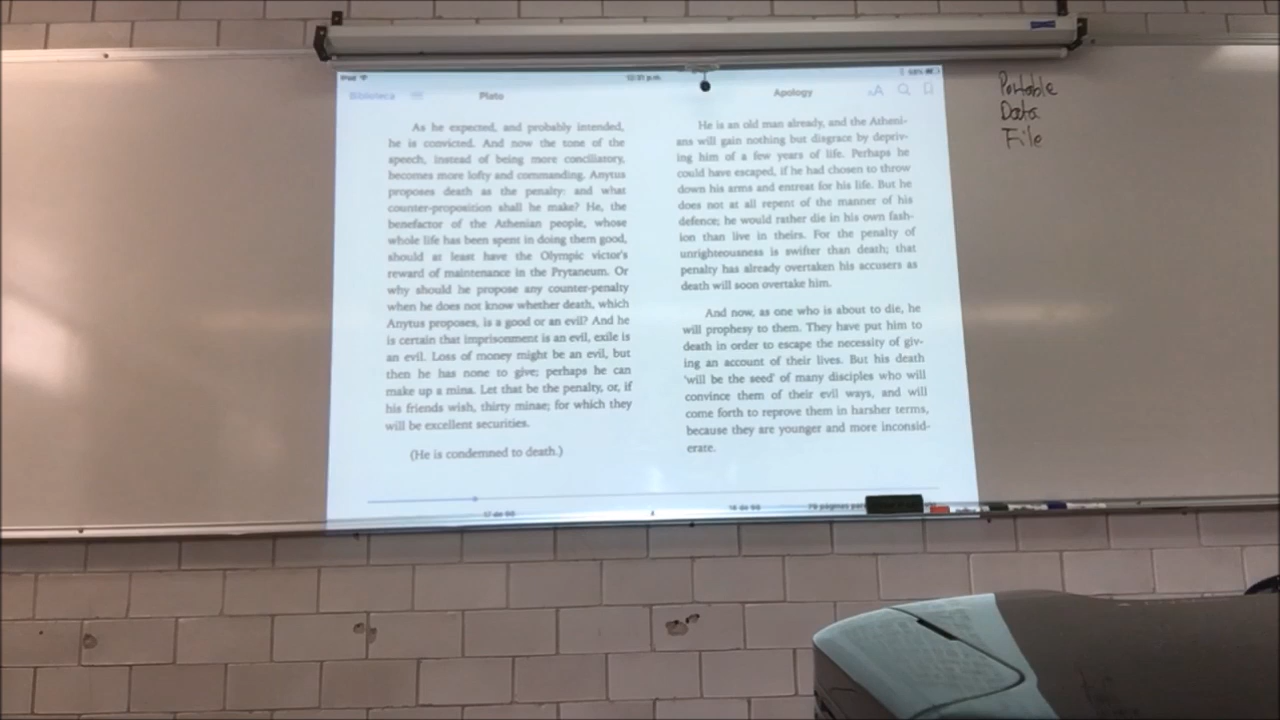 iPad
12:31 p.m.
68%
Biblioteca
Plato
Apology
AA
As he expected, and probably intended,
he is convicted. And now the tone of the
speech, instead of being more conciliatory,
becomes more lofty and commanding. Anytus
proposes death as the penalty: and what
counter-proposition shall he make? He, the
benefactor of the Athenian people, whose
whole life has been spent in doing them good,
should at least have the Olympic victor's
reward of maintenance in the Prytaneum. Or
why should he propose any counter-penalty
when he does not know whether death, which
Anytus proposes, is a good or an evil? And he
is certain that imprisonment is an evil, exile is
an evil. Loss of money might be an evil, but
then he has none to give; perhaps he can
make up a mina. Let that be the penalty, or, if
his friends wish, thirty minae; for which they
will be excellent securities.
(He is condemned to death.)
17 de 98
He is an old man already, and the Atheni-
ans will gain nothing but disgrace by depriv-
ing him of a few years of life. Perhaps he
could have escaped, if he had chosen to throw
down his arms and entreat for his life. But he
does not at all repent of the manner of his
defence; he would rather die in his own fash-
ion than live in theirs. For the penalty of
unrighteousness is swifter than death; that
penalty has already overtaken his accusers as
death will soon overtake him.
And now, as one who is about to die, he
will prophesy to them. They have put him to
death in order to escape the necessity of giv-
ing an account of their lives. But his death
'will be the seed' of many disciples who will
convince them of their evil ways, and will
come forth to reprove them in harsher terms,
because they are younger and more inconsid-
erate.
18 de 98
79 páginas para
Portable
Data
File